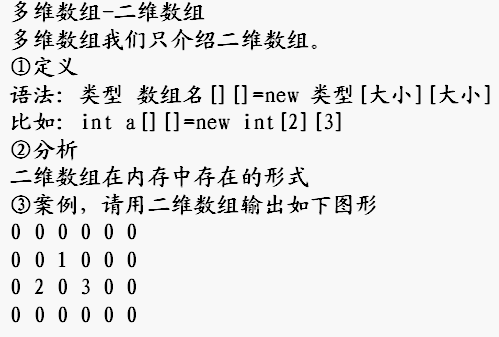 多维数组-二维数组
多维数组我们只介绍二维数组。
①定义
语法: 类型 数组名[][]=new 类型[大小][大小]
比如: int a[][]=new int[2][3]
②分析
二维数组在内存中存在的形式
③案例，请用二维数组输出如下图形
0 0 0 0 0 0
0 0 1 0 0 0
0 2 0 3 0 0
0 0 0 0 0 0